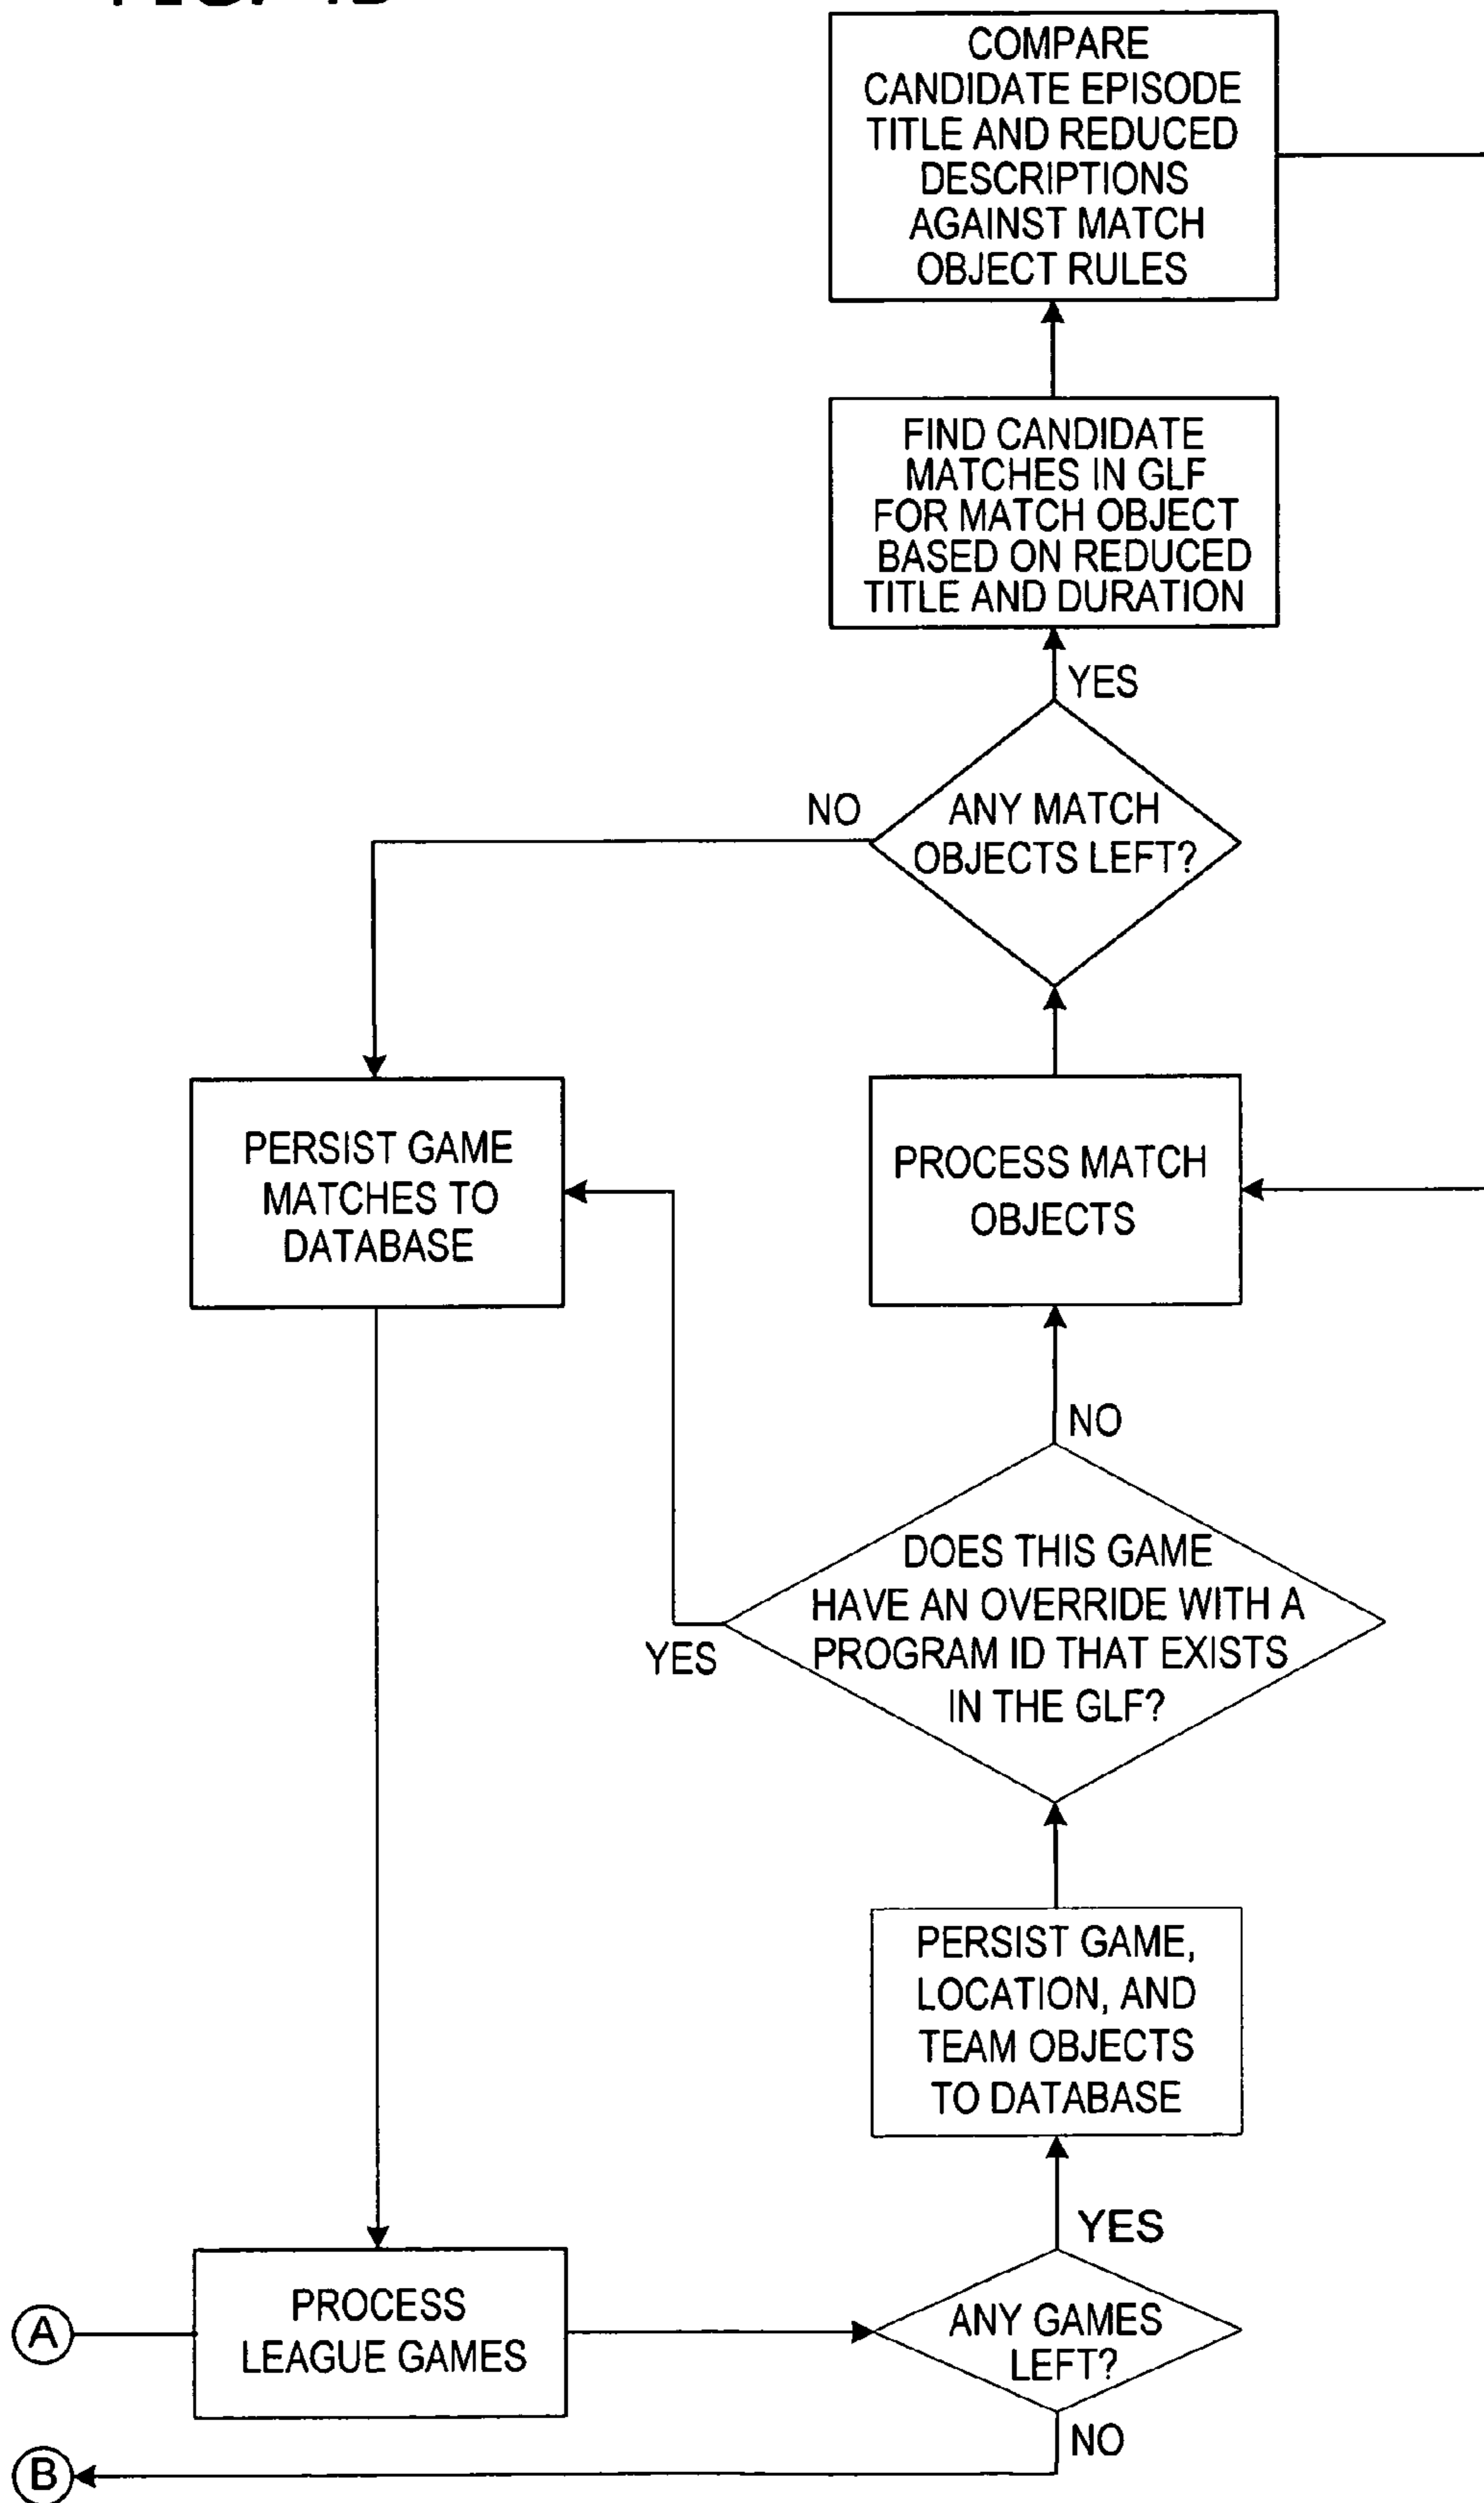 COMPARE
CANDIDATE EPISODE
TITLE AND REDUCED
DESCRIPTIONS
AGAINST MATCH
OBJECT RULES
FIND CANDIDATE
MATCHES IN GLF
FOR MATCH OBJECT
BASED ON REDUCED
TITLE AND DURATION
YES
NO
ANY MATCH
OBJECTS LEFT?
PERSIST GAME
MATCHES TO
DATABASE
PROCESS MATCH
OBJECTS
NO
DOES THIS GAME
HAVE AN OVERRIDE WITH A
PROGRAM ID THAT EXISTS
IN THE GLF?
YES
PERSIST GAME,
LOCATION, AND
TEAM OBJECTS
TO DATABASE
YES
A
PROCESS
LEAGUE GAMES
ANY GAMES
LEFT?
NO
B